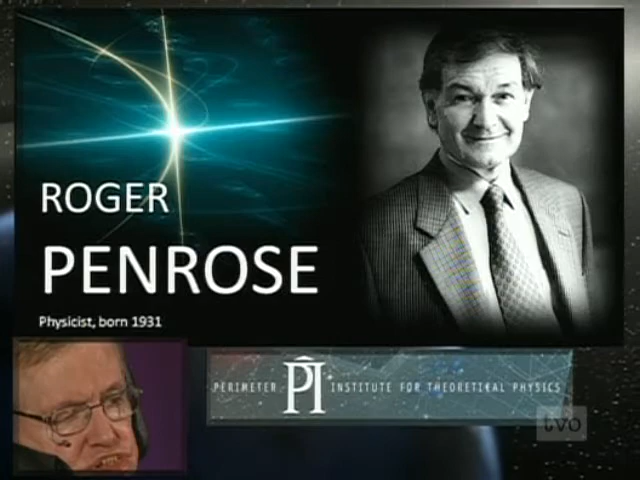 ROGER
PENROSE
Physicist, born 1931
PERIMETER PI INSTITUTE FOR THEORETICAL PHYSICS
tvo